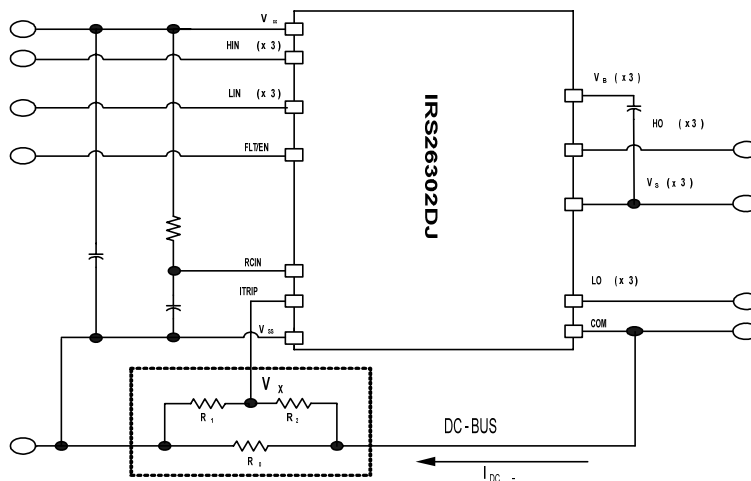 V cc
HIN (x 3)
LIN (x 3)
FLT/EN
RCIN
ITRIP
V SS
IRS26302DJ
V B (x 3)
HO (x 3)
V S (x 3)
LO (x 3)
COM
V X
R 1
R 2
R 0
DC-BUS
I DC -